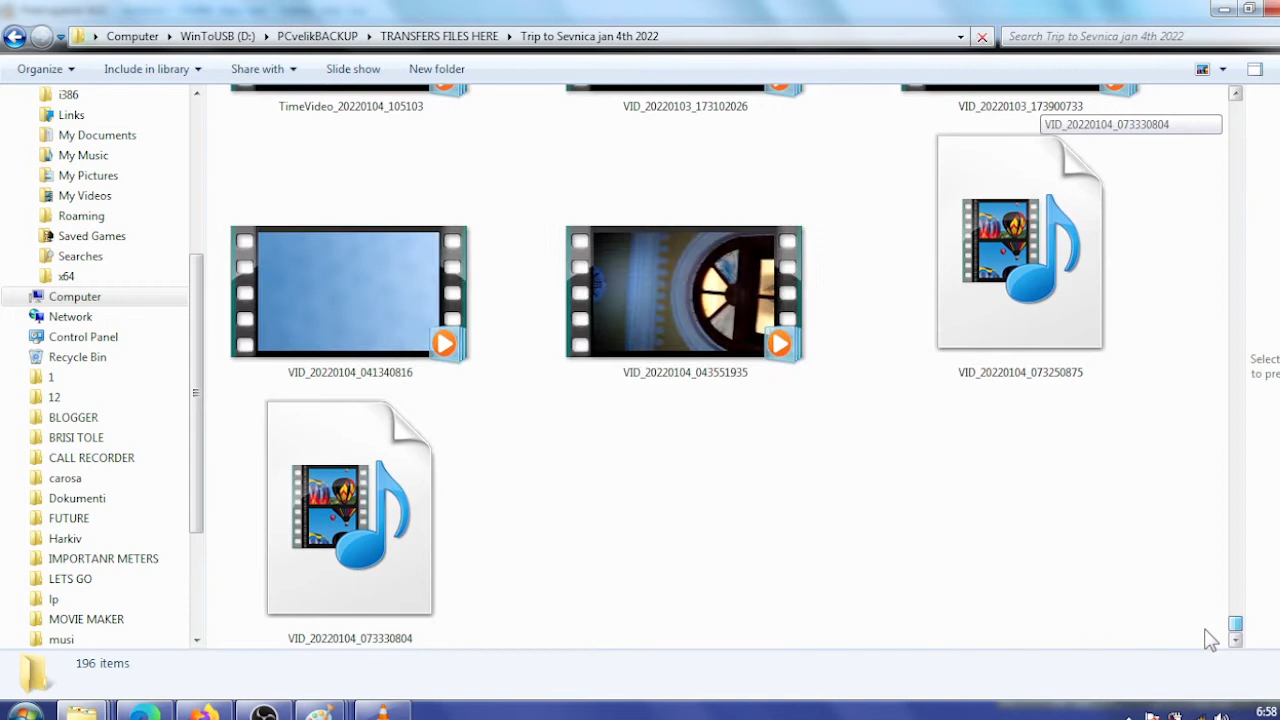 Computer ▸ WinToUSB (D:) ▸ PCvelikBACKUP ▸ TRANSFERS FILES HERE ▸ Trip to Sevnica jan 4th 2022
Search Trip to Sevnica jan 4th 2022
Organize Include in library Share with Slide show New folder
i386
Links
My Documents
My Music
My Pictures
My Videos
Roaming
Saved Games
Searches
x64
Computer
Network
Control Panel
Recycle Bin
1
12
BLOGGER
BRISI TOLE
CALL RECORDER
carosa
Dokumenti
FUTURE
Harkiv
IMPORTANR METERS
LETS GO
lp
MOVIE MAKER
musi
TimeVideo_20220104_105103
VID_20220103_173102026
VID_20220103_173900733
VID_20220104_073330804
VID_20220104_041340816
VID_20220104_043551935
VID_20220104_073250875
VID_20220104_073330804
Select
to pre
196 items
6:58